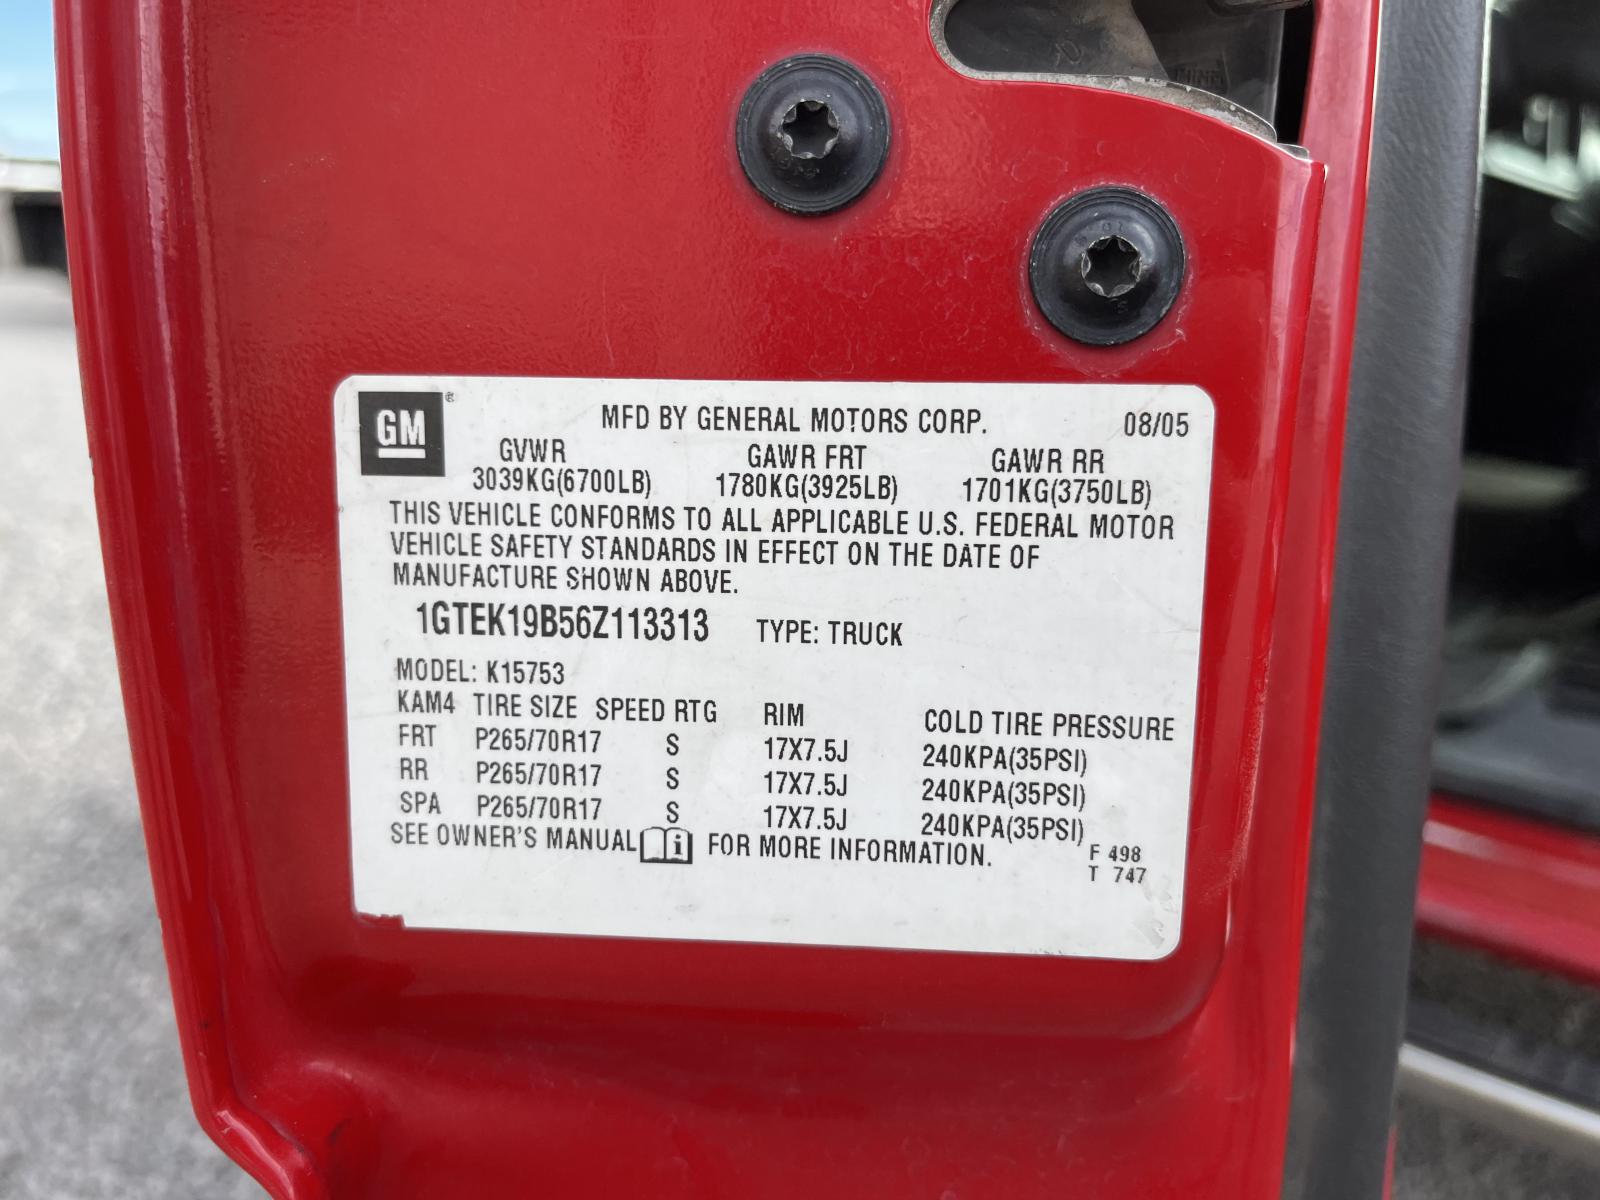 GM ® MFD BY GENERAL MOTORS CORP. 08/05
GVWR GAWR FRT GAWR RR
3039KG(6700LB) 1780KG(3925LB) 1701KG(3750LB)
THIS VEHICLE CONFORMS TO ALL APPLICABLE U.S. FEDERAL MOTOR
VEHICLE SAFETY STANDARDS IN EFFECT ON THE DATE OF
MANUFACTURE SHOWN ABOVE.
1GTEK19B56Z113313 TYPE: TRUCK
MODEL: K15753
KAM4 TIRE SIZE SPEED RTG RIM COLD TIRE PRESSURE
FRT P265/70R17 S 17X7.5J 240KPA(35PSI)
RR P265/70R17 S 17X7.5J 240KPA(35PSI)
SPA P265/70R17 S 17X7.5J 240KPA(35PSI)
SEE OWNER'S MANUAL i FOR MORE INFORMATION.
F 498
T 747